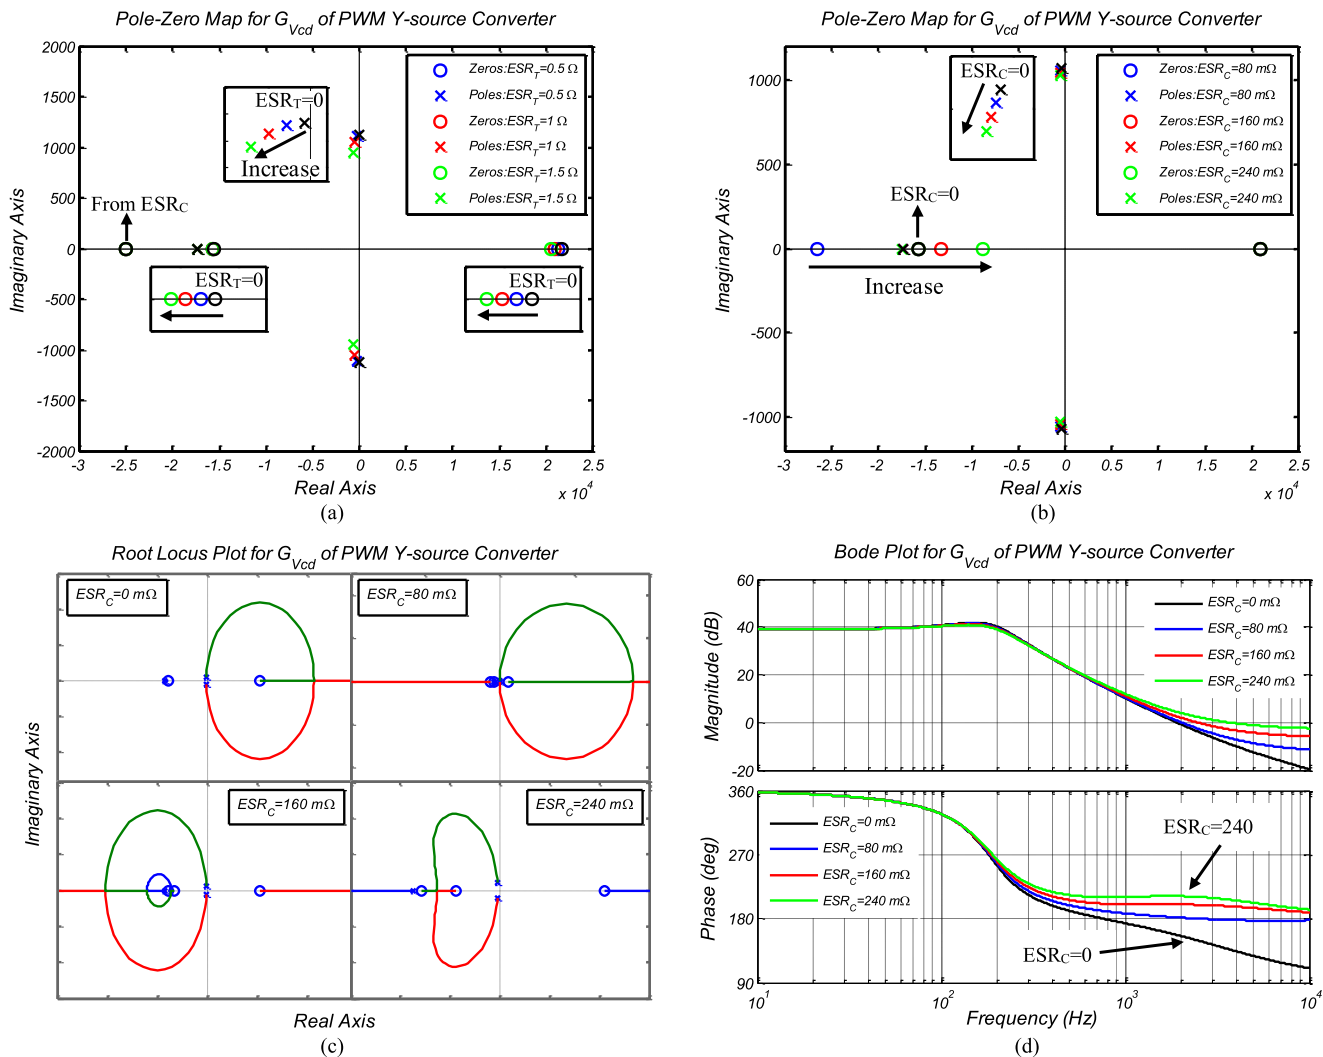 Pole-Zero Map for G_Vcd of PWM Y-source Converter
2000
1500
1000
500
0
-500
-1000
-1500
-2000
Imaginary Axis
-3
-2.5
-2
-1.5
-1
-0.5
0
0.5
1
1.5
2
2.5
Real Axis
x 10^4
(a)
ESR_T=0
Increase
From ESR_C
ESR_T=0
ESR_T=0
Zeros:ESR_T=0.5 Ω
Poles:ESR_T=0.5 Ω
Zeros:ESR_T=1 Ω
Poles:ESR_T=1 Ω
Zeros:ESR_T=1.5 Ω
Poles:ESR_T=1.5 Ω
Pole-Zero Map for G_Vcd of PWM Y-source Converter
1000
500
0
-500
-1000
Imaginary Axis
-3
-2.5
-2
-1.5
-1
-0.5
0
0.5
1
1.5
2
2.5
Real Axis
x 10^4
(b)
ESR_C=0
ESR_C=0
Increase
Zeros:ESR_C=80 mΩ
Poles:ESR_C=80 mΩ
Zeros:ESR_C=160 mΩ
Poles:ESR_C=160 mΩ
Zeros:ESR_C=240 mΩ
Poles:ESR_C=240 mΩ
Root Locus Plot for G_Vcd of PWM Y-source Converter
ESR_C=0 mΩ
ESR_C=80 mΩ
ESR_C=160 mΩ
ESR_C=240 mΩ
Imaginary Axis
Real Axis
(c)
Bode Plot for G_Vcd of PWM Y-source Converter
60
40
20
0
-20
Magnitude (dB)
ESR_C=0 mΩ
ESR_C=80 mΩ
ESR_C=160 mΩ
ESR_C=240 mΩ
360
270
180
90
Phase (deg)
ESR_C=0 mΩ
ESR_C=80 mΩ
ESR_C=160 mΩ
ESR_C=240 mΩ
ESR_C=240
ESR_C=0
10^1
10^2
10^3
10^4
Frequency (Hz)
(d)